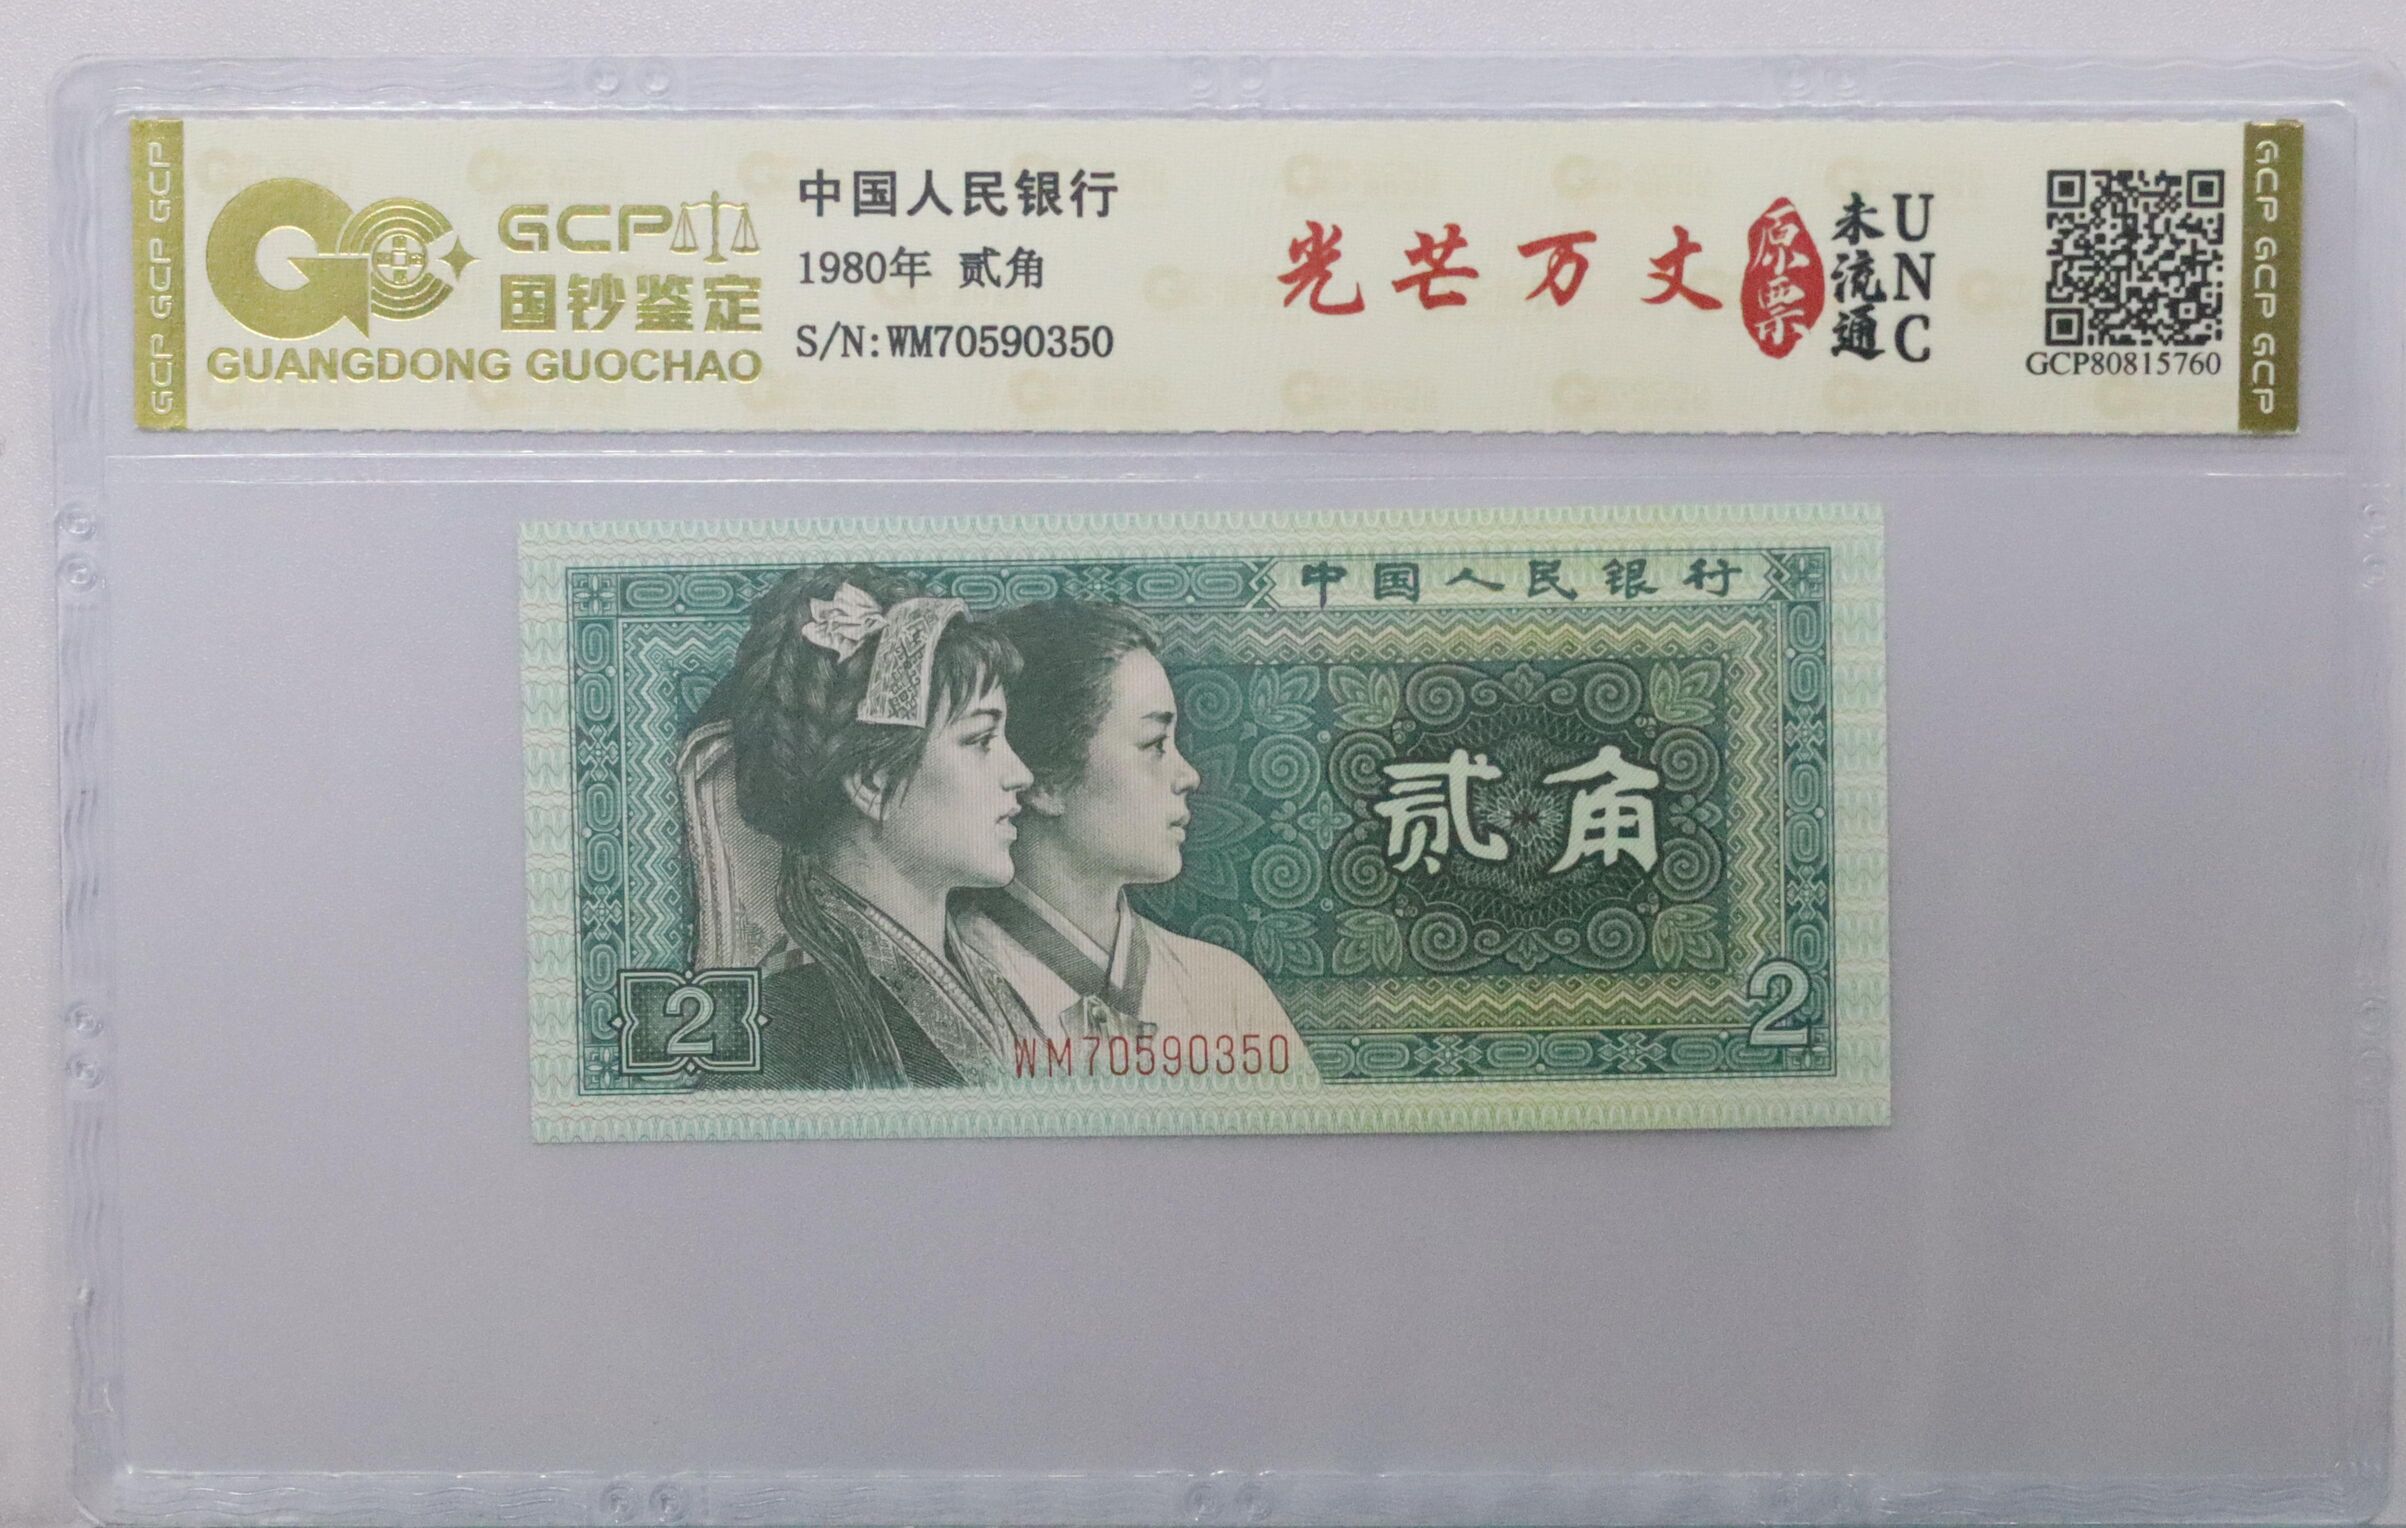 GCP GCP GCP
GCP
国钞鉴定
GUANGDONG GUOCHAO
中国人民银行
1980年 贰角
S/N:WM70590350
光芒万丈
原票
未流通
UNC
GCP80815760
GCP GCP GCP
中国人民银行
贰角
2
2
WM70590350